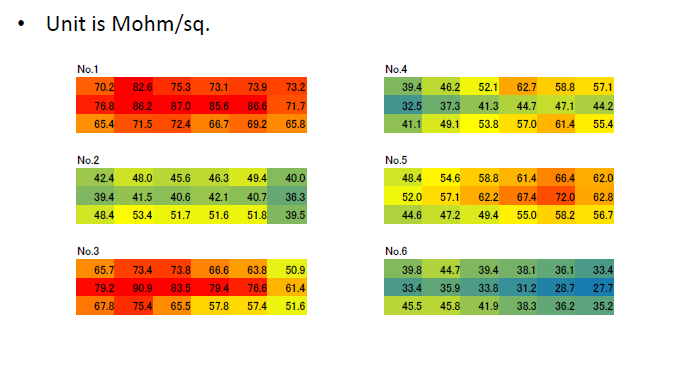 • Unit is Mohm/sq.
No.1
70.2 82.6 75.3 73.1 73.9 73.2
76.8 86.2 87.0 85.6 86.6 71.7
65.4 71.5 72.4 66.7 69.2 65.8
No.2
42.4 48.0 45.6 46.3 49.4 40.0
39.4 41.5 40.6 42.1 40.7 36.3
48.4 53.4 51.7 51.6 51.8 39.5
No.3
65.7 73.4 73.8 66.6 63.8 50.9
79.2 90.9 83.5 79.4 76.6 61.4
67.8 75.4 65.5 57.8 57.4 51.6
No.4
39.4 46.2 52.1 62.7 58.8 57.1
32.5 37.3 41.3 44.7 47.1 44.2
41.1 49.1 53.8 57.0 61.4 55.4
No.5
48.4 54.6 58.8 61.4 66.4 62.0
52.0 57.1 62.2 67.4 72.0 62.8
44.6 47.2 49.4 55.0 58.2 56.7
No.6
39.8 44.7 39.4 38.1 36.1 33.4
33.4 35.9 33.8 31.2 28.7 27.7
45.5 45.8 41.9 38.3 36.2 35.2